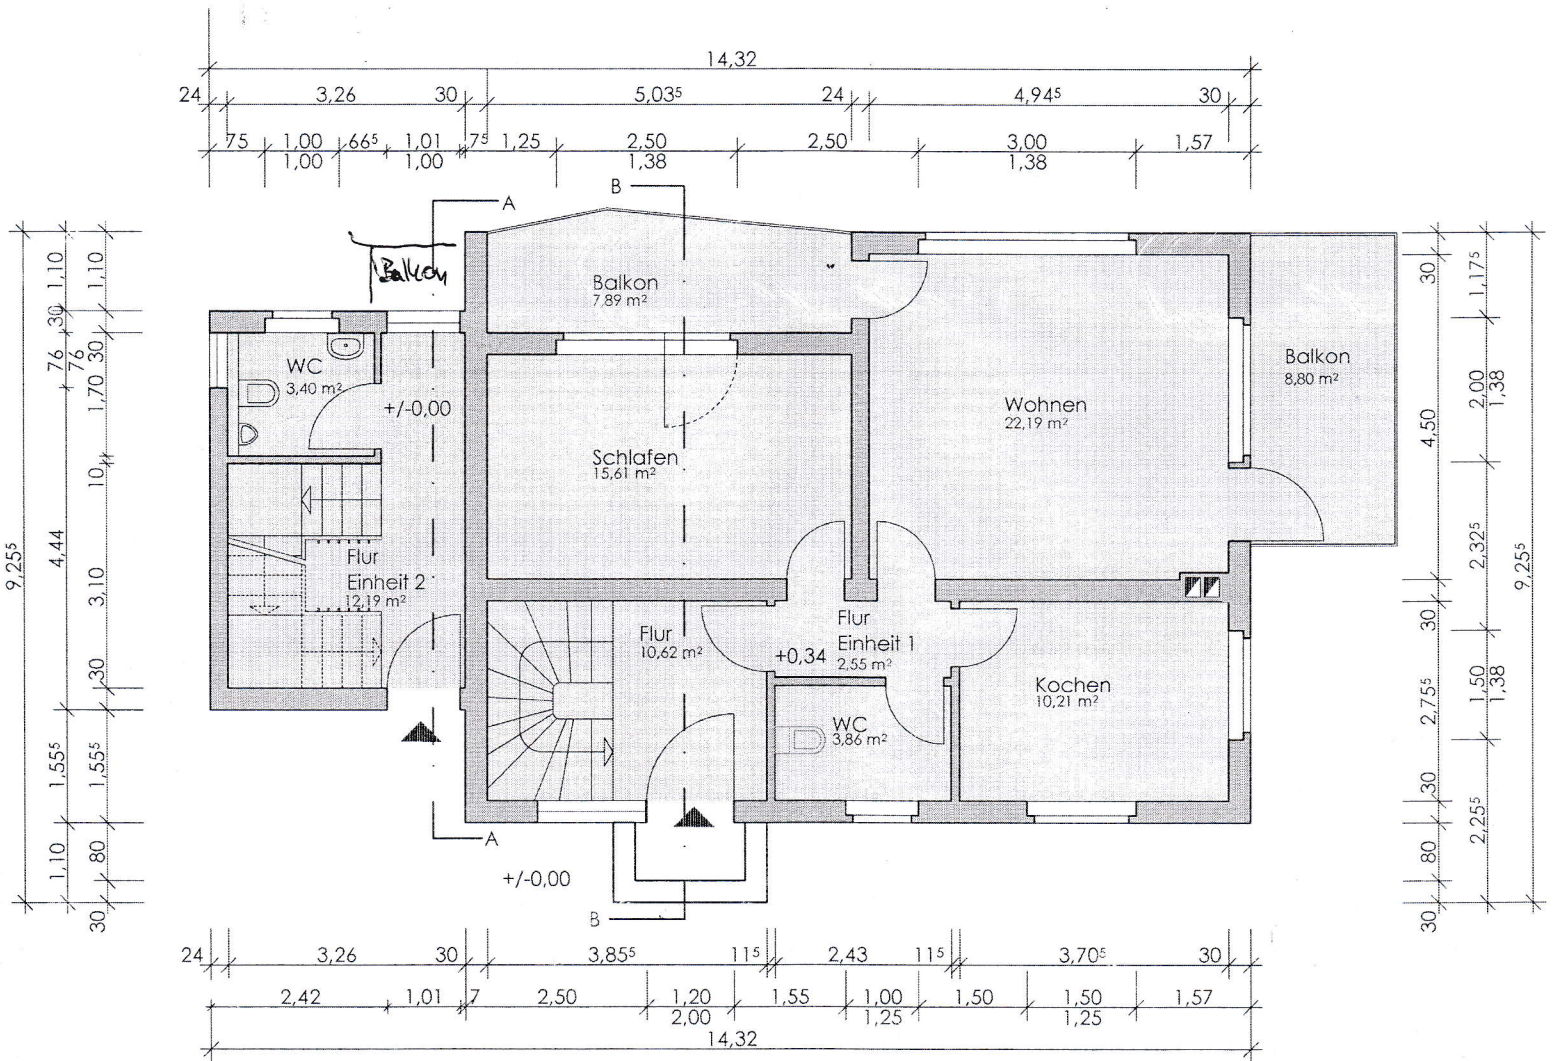 14,32
24 3,26 30 5,03⁵ 24 4,94⁵ 30
75 1,00 66⁵ 1,01 7⁵ 1,25 2,50 2,50 3,00 1,57
1,00 1,00 1,38 1,38
B
A
Balkon
Balkon
7,89 m²
WC
3,40 m²
+/-0,00
Schlafen
15,61 m²
Wohnen
22,19 m²
Balkon
8,80 m²
Flur
Einheit 2
12,19 m²
Flur
10,62 m²
Flur
Einheit 1
2,55 m²
+0,34
Kochen
10,21 m²
WC
3,86 m²
A
+/-0,00
B
9,25⁵
1,10 30 76 4,44 1,55⁵ 1,10
76
1,10 30 1,70 10 3,10 30 1,55⁵ 80 30
30 4,50 30 2,75⁵ 30 80 30
1,17⁵ 2,00 2,32⁵ 1,50 2,25⁵
1,38 1,38
9,25⁵
24 3,26 30 3,85⁵ 11⁵ 2,43 11⁵ 3,70⁵ 30
2,42 1,01 7 2,50 1,20 1,55 1,00 1,50 1,50 1,57
2,00 1,25 1,25
14,32